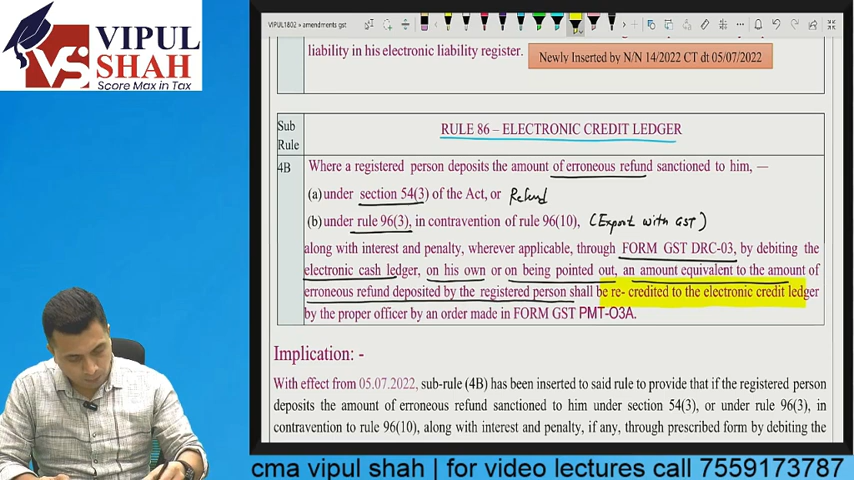 VIPUL
SHAH
VS
Score Max in Tax
VIPUL1802 + amendments gst
liability in his electronic liability register.
Newly Inserted by N/N 14/2022 CT dt 05/07/2022
Sub
Rule
RULE 86 – ELECTRONIC CREDIT LEDGER
4B
Where a registered person deposits the amount of erroneous refund sanctioned to him, —
(a) under section 54(3) of the Act, or Refund
(b) under rule 96(3), in contravention of rule 96(10), (Export with GST)
along with interest and penalty, wherever applicable, through FORM GST DRC-03, by debiting the
electronic cash ledger, on his own or on being pointed out, an amount equivalent to the amount of
erroneous refund deposited by the registered person shall be re- credited to the electronic credit ledger
by the proper officer by an order made in FORM GST PMT-O3A.
Implication: -
With effect from 05.07.2022, sub-rule (4B) has been inserted to said rule to provide that if the registered person
deposits the amount of erroneous refund sanctioned to him under section 54(3), or under rule 96(3), in
contravention to rule 96(10), along with interest and penalty, if any, through prescribed form by debiting the
cma vipul shah | for video lectures call 7559173787